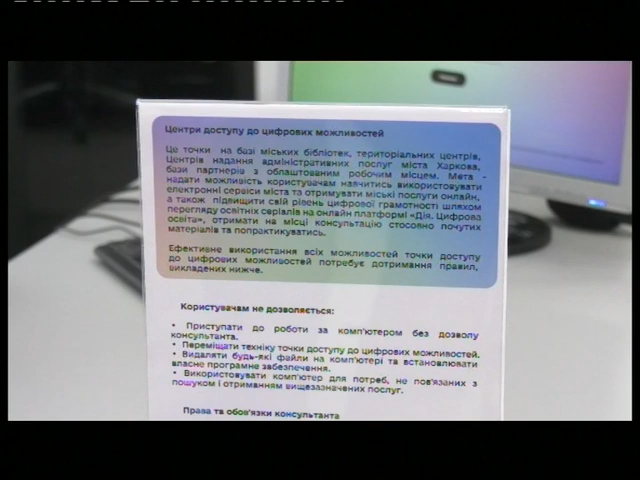 Центри доступу до цифрових можливостей
Це точки на базі міських бібліотек, територіальних центрів,
Центрів надання адміністративних послуг міста Харкова,
бази партнерів з облаштованим робочим місцем. Мета -
надати можливість користувачам навчитись використовувати
електронні сервіси міста та отримувати міські послуги онлайн,
а також підвищити свій рівень цифрової грамотності шляхом
перегляду освітніх серіалів на онлайн платформі «Дія. Цифрова
освіта», отримати на місці консультацію стосовно почутих
матеріалів та попрактикуватись.
Ефективне використання всіх можливостей точки доступу
до цифрових можливостей потребує дотримання правил,
викладених нижче.
Користувачам не дозволяється:
• Приступати до роботи за комп'ютером без дозволу
консультанта.
• Переміщати техніку точки доступу до цифрових можливостей.
• Видаляти будь-які файли на комп'ютері та встановлювати
власне програмне забезпечення.
• Використовувати комп'ютер для потреб, не пов'язаних з
пошуком і отриманням вищезазначених послуг.
Права та обов'язки консультанта